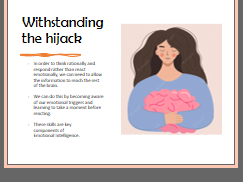 Withstanding
the hijack
In order to think rationally and
respond rather than react
emotionally, we can need to allow
the information to reach the rest
of the brain.
We can do this by becoming aware
of our emotional triggers and
learning to take a moment before
reacting.
These skills are key
components of
emotional intelligence.